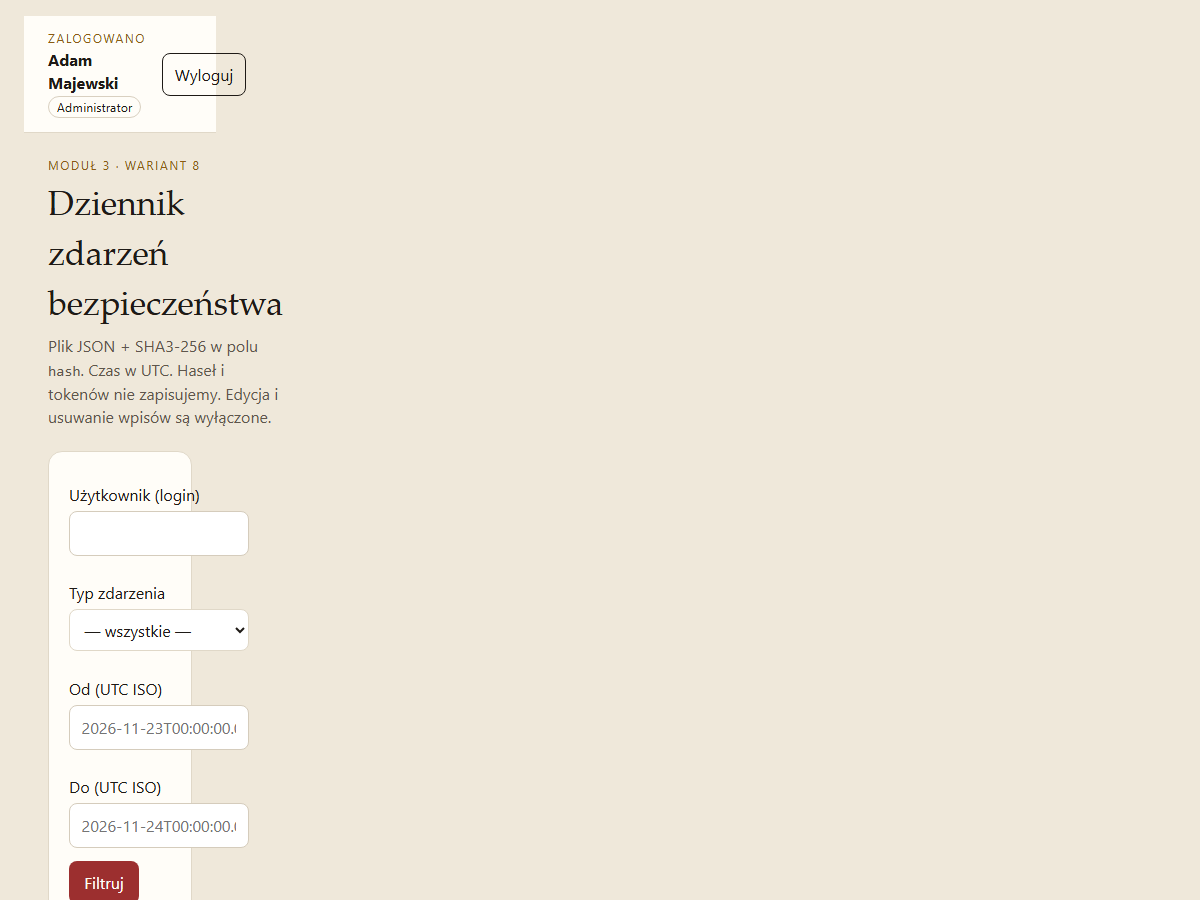 ZALOGOWANO
Adam
Majewski
Administrator
Wyloguj
MODUŁ 3 · WARIANT 8
Dziennik
zdarzeń
bezpieczeństwa
Plik JSON + SHA3-256 w polu
hash. Czas w UTC. Haseł i
tokenów nie zapisujemy. Edycja i
usuwanie wpisów są wyłączone.
Użytkownik (login)
Typ zdarzenia
— wszystkie —
Od (UTC ISO)
2026-11-23T00:00:00.
Do (UTC ISO)
2026-11-24T00:00:00.
Filtruj